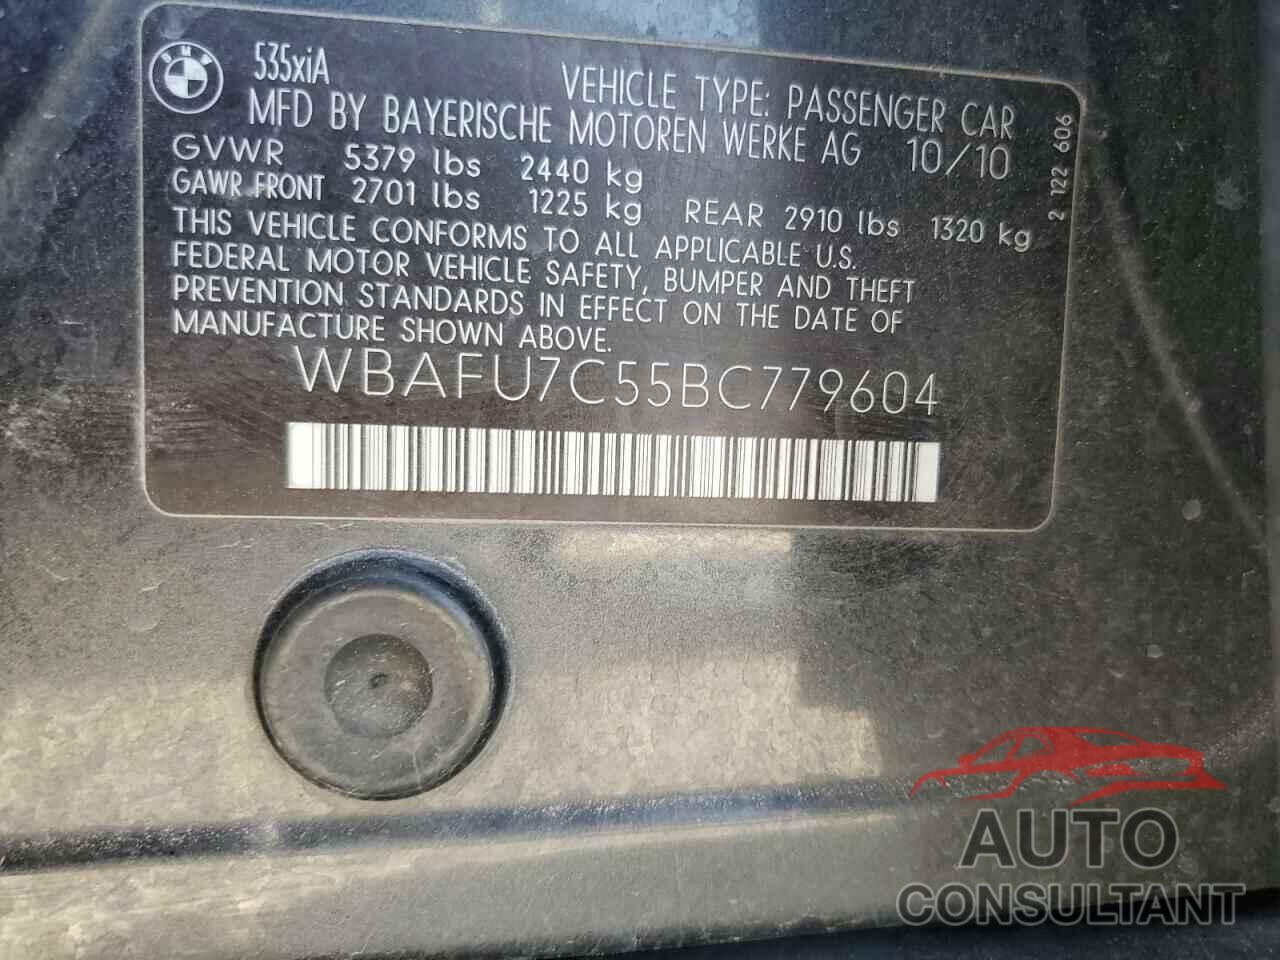 535xiA
VEHICLE TYPE: PASSENGER CAR
MFD BY BAYERISCHE MOTOREN WERKE AG 10/10
GVWR 5379 lbs 2440 kg
GAWR FRONT 2701 lbs 1225 kg REAR 2910 lbs 1320 kg
THIS VEHICLE CONFORMS TO ALL APPLICABLE U.S.
FEDERAL MOTOR VEHICLE SAFETY, BUMPER AND THEFT
PREVENTION STANDARDS IN EFFECT ON THE DATE OF
MANUFACTURE SHOWN ABOVE.
WBAFU7C55BC779604
2 122 606
BMW
AUTO
CONSULTANT